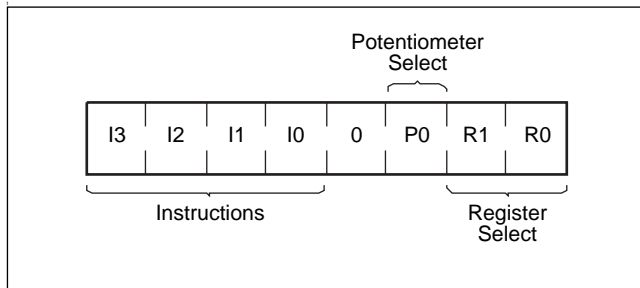 Potentiometer
Select
I3 I2 I1 I0 0 P0 R1 R0
Instructions
Register
Select